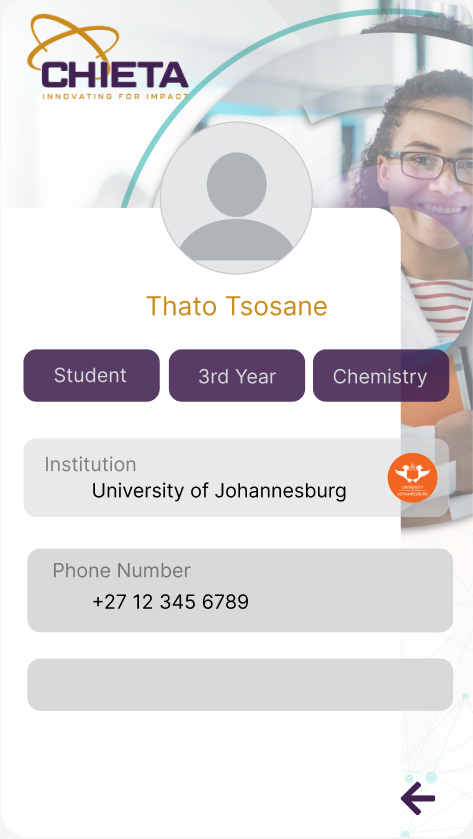 CHIETA
INNOVATING FOR IMPACT
Thato Tsosane
Student
3rd Year
Chemistry
Institution
University of Johannesburg
UNIVERSITY
JOHANNESBURG
Phone Number
+27 12 345 6789